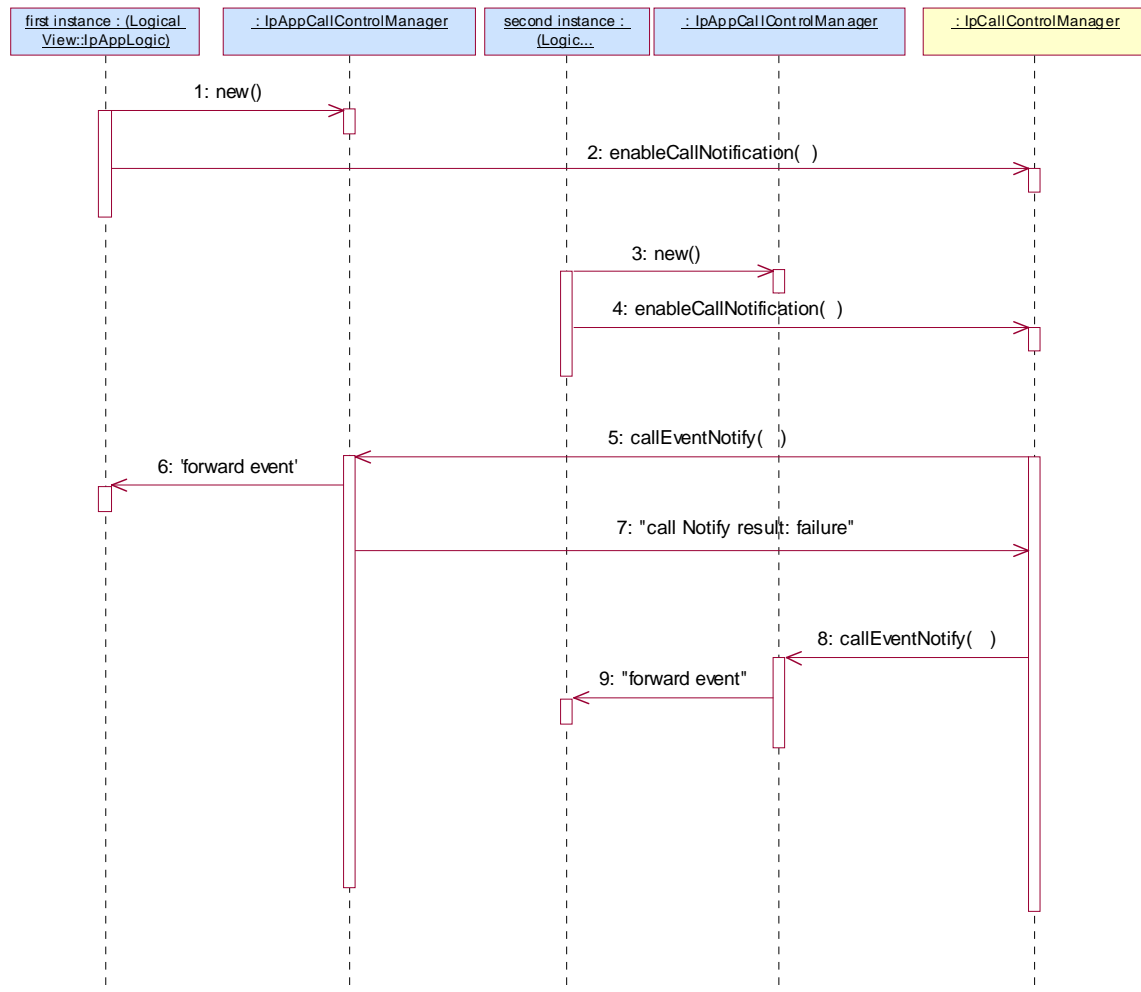 first instance : (Logical
View::IpAppLogic)
: IpAppCallControlManager
second instance :
(Logic...
: IpAppCallControlManager
: IpCallControlManager
1: new()
2: enableCallNotification( )
3: new()
4: enableCallNotification( )
5: callEventNotify( )
6: 'forward event'
7: "call Notify result: failure"
8: callEventNotify( )
9: "forward event"